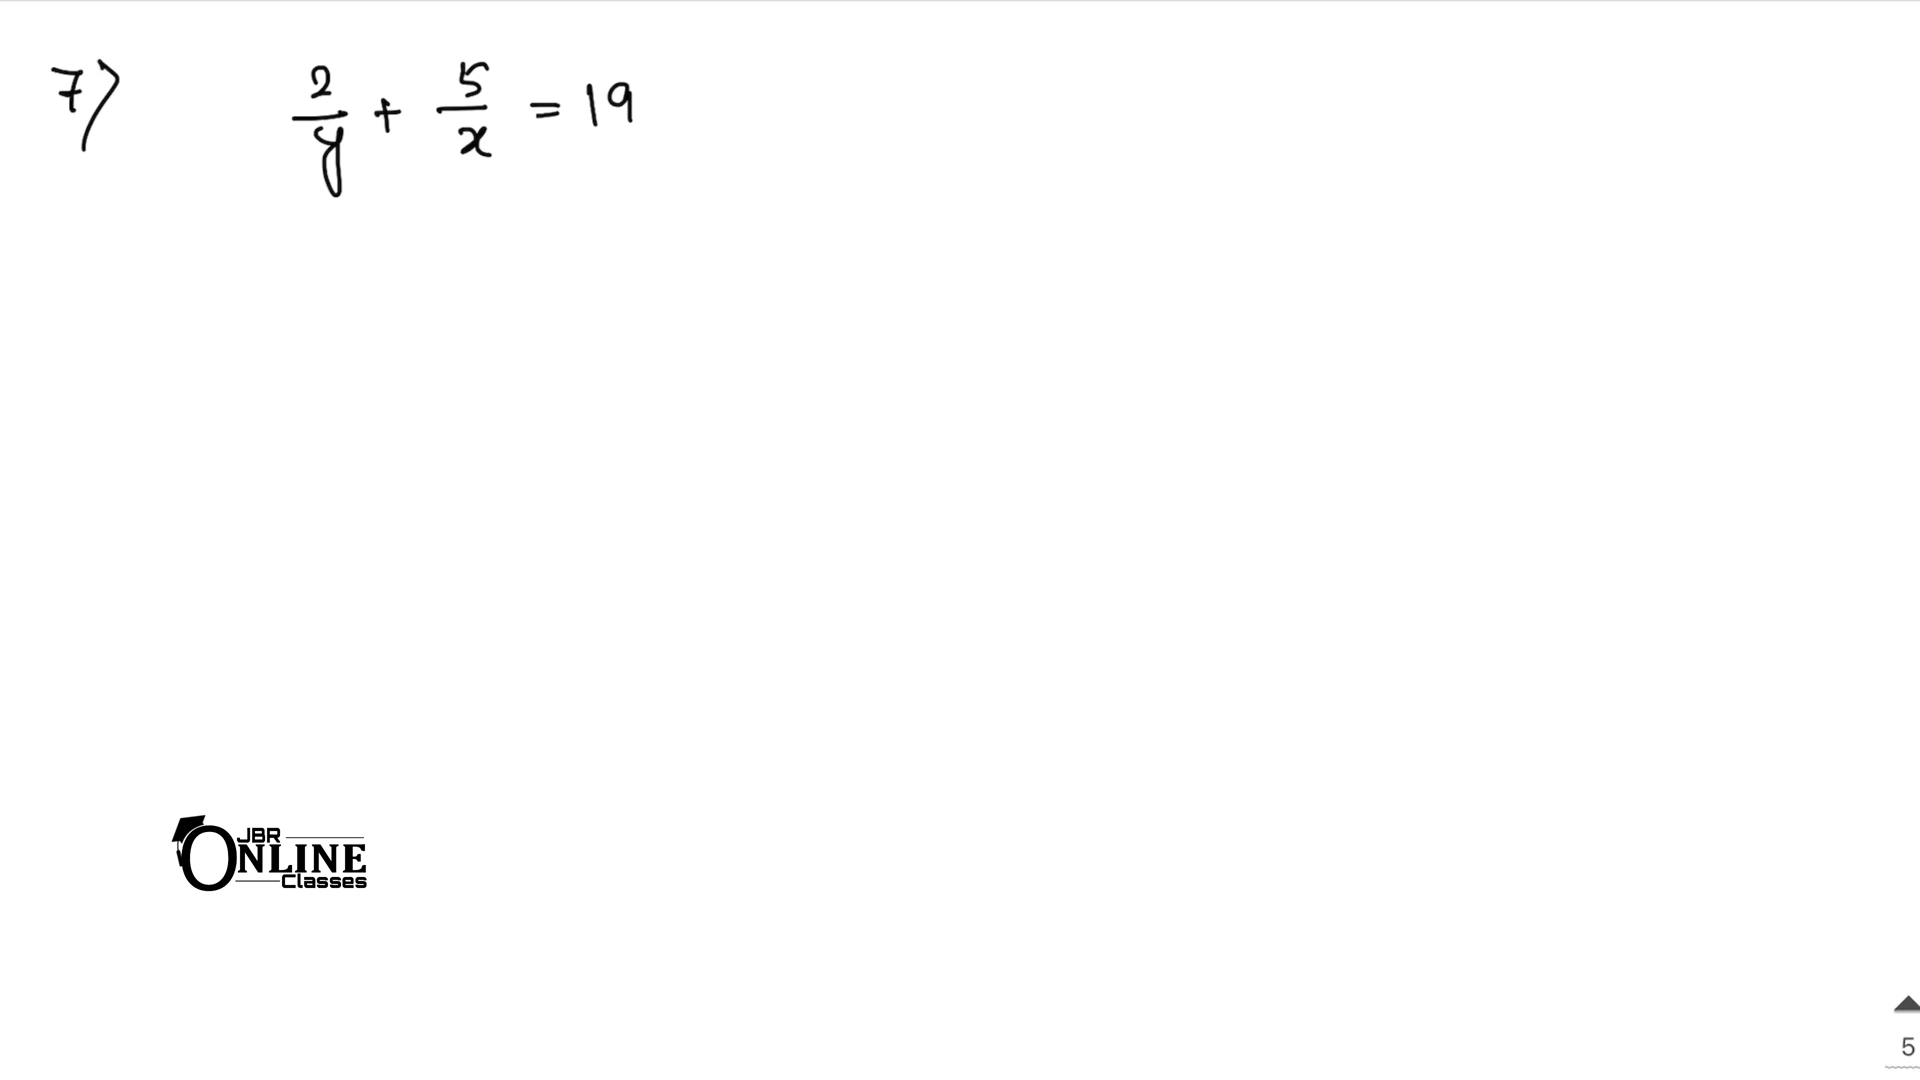 7) 2/y + 5/x = 19
JBR
ONLINE
Classes
5